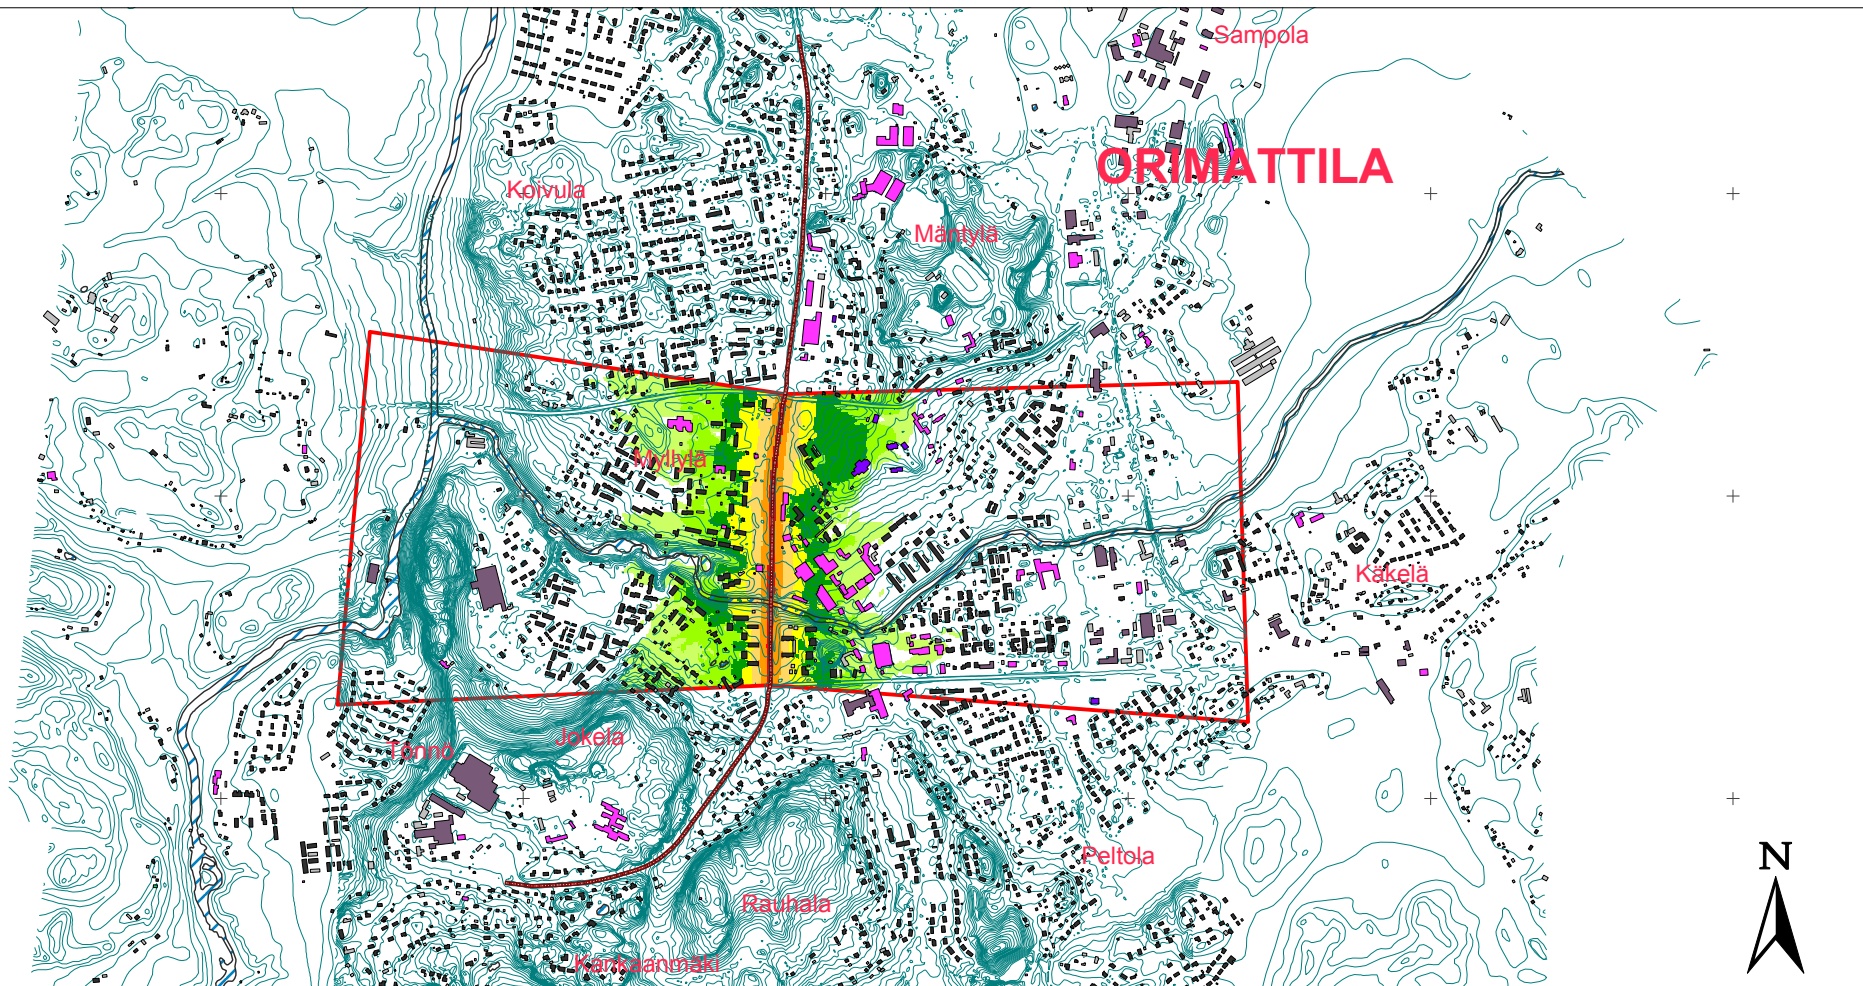 Sampola
ORIMATTILA
Koivula
Mäntylä
Myllylä
Käkelä
Jokela
Tönnö
Peltola
Rauhala
Kankaanmäki
N